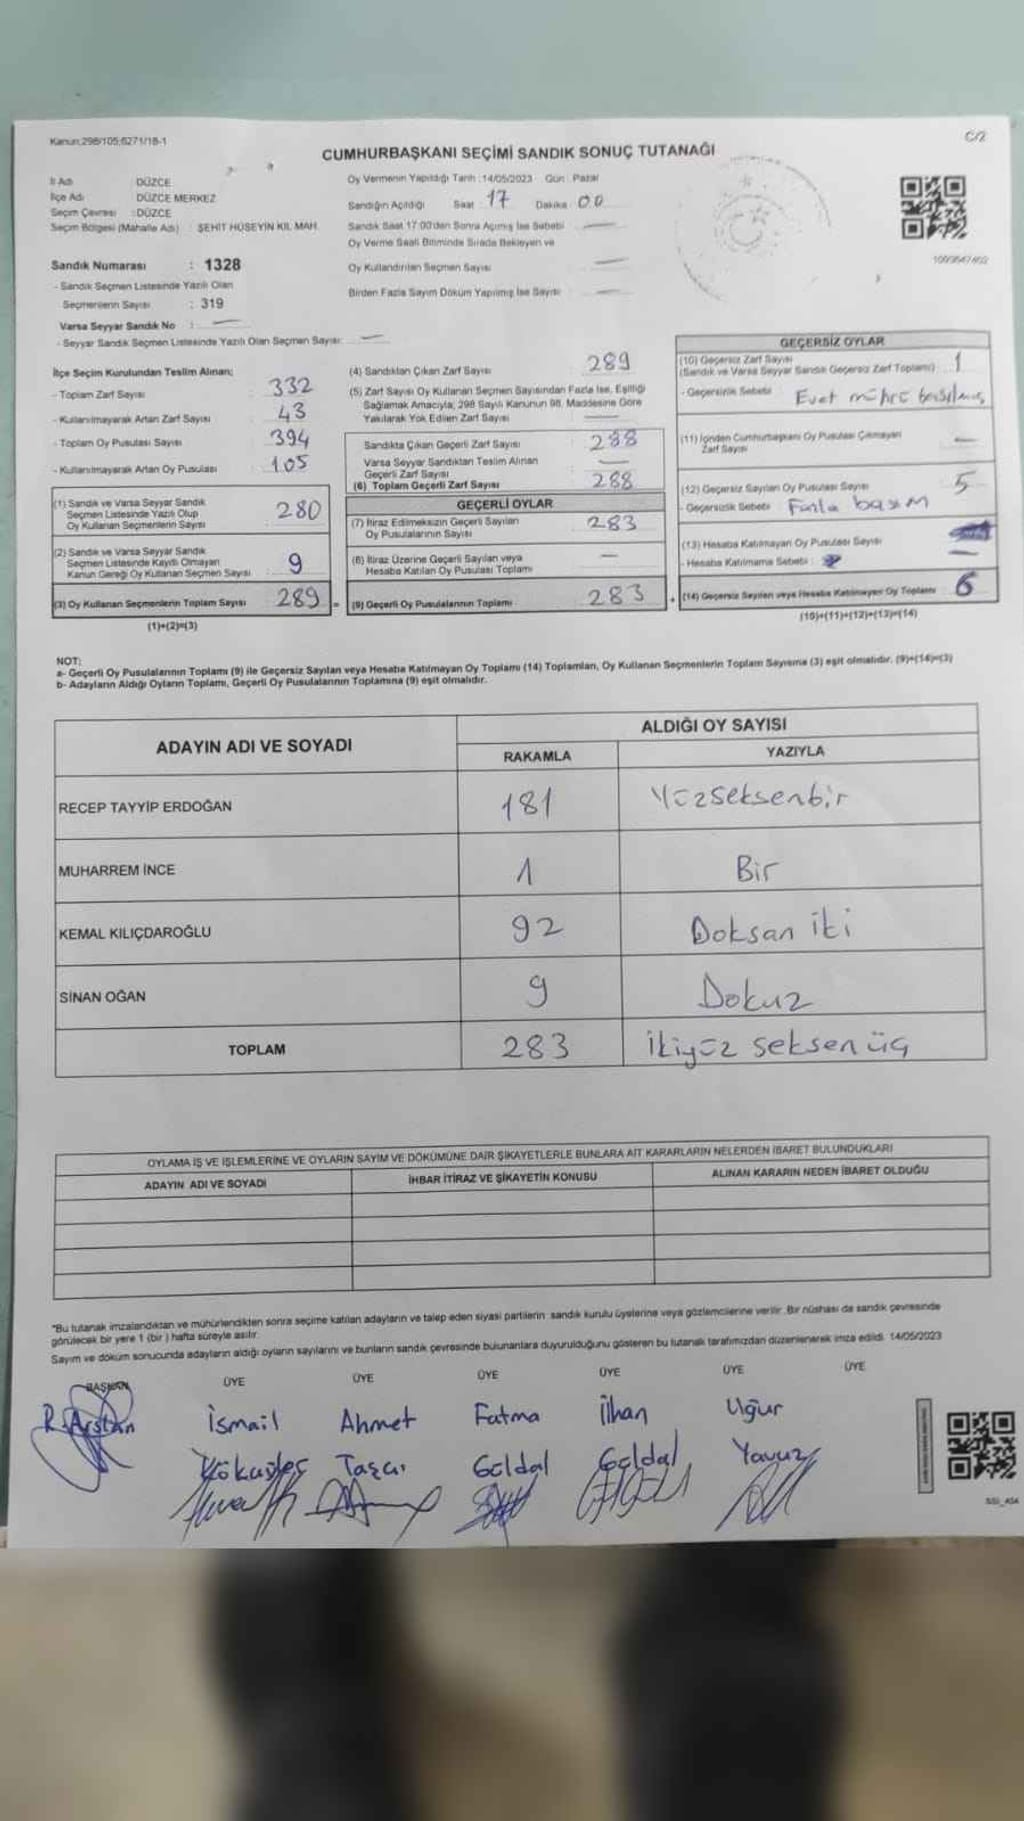 Kanun:298/105;6271/18-1
C/2
CUMHURBAŞKANI SEÇİMİ SANDIK SONUÇ TUTANAĞI
İl Adı : DÜZCE
İlçe Adı : DÜZCE MERKEZ
Seçim Çevresi : DÜZCE
Seçim Bölgesi (Mahalle Adı) : ŞEHİT HÜSEYİN KIL MAH.
Sandık Numarası : 1328
- Sandık Seçmen Listesinde Yazılı Olan
Seçmenlerin Sayısı : 319
Varsa Seyyar Sandık No : —
- Seyyar Sandık Seçmen Listesinde Yazılı Olan Seçmen Sayısı: —
Oy Vermenin Yapıldığı Tarih : 14/05/2023 Gün : Pazar
Sandığın Açıldığı Saat : 17 Dakika : 00
Sandık Saat 17:00'den Sonra Açılmış İse Sebebi —
Oy Verme Saati Bitiminde Sırada Bekleyen ve
Oy Kullandırılan Seçmen Sayısı —
Birden Fazla Sayım Döküm Yapılmış İse Sayısı : —
İlçe Seçim Kurulundan Teslim Alınan;
- Toplam Zarf Sayısı : 332
- Kullanılmayarak Artan Zarf Sayısı : 43
- Toplam Oy Pusulası Sayısı : 394
- Kullanılmayarak Artan Oy Pusulası : 105
(1) Sandık ve Varsa Seyyar Sandık
Seçmen Listesinde Yazılı Olup
Oy Kullanan Seçmenlerin Sayısı : 280
(2) Sandık ve Varsa Seyyar Sandık
Seçmen Listesinde Kayıtlı Olmayan
Kanun Gereği Oy Kullanan Seçmen Sayısı : 9
(3) Oy Kullanan Seçmenlerin Toplam Sayısı : 289 =
(1)+(2)=(3)
(4) Sandıktan Çıkan Zarf Sayısı : 289
(5) Zarf Sayısı Oy Kullanan Seçmen Sayısından Fazla İse, Eşitliği
Sağlamak Amacıyla; 298 Sayılı Kanunun 98. Maddesine Göre
Yakılarak Yok Edilen Zarf Sayısı : —
Sandıkta Çıkan Geçerli Zarf Sayısı : 288
Varsa Seyyar Sandıktan Teslim Alınan
Geçerli Zarf Sayısı : —
(6) Toplam Geçerli Zarf Sayısı : 288
GEÇERLİ OYLAR
(7) İtiraz Edilmeksizin Geçerli Sayılan
Oy Pusulalarının Sayısı : 283
(8) İtiraz Üzerine Geçerli Sayılan veya
Hesaba Katılan Oy Pusulası Toplamı : —
(9) Geçerli Oy Pusulalarının Toplamı : 283 +
GEÇERSİZ OYLAR
(10) Geçersiz Zarf Sayısı
(Sandık ve Varsa Seyyar Sandık Geçersiz Zarf Toplamı) : 1
- Geçersizlik Sebebi : Evet mührü basılmış
(11) İçinden Cumhurbaşkanı Oy Pusulası Çıkmayan
Zarf Sayısı : —
(12) Geçersiz Sayılan Oy Pusulası Sayısı : 5
- Geçersizlik Sebebi : Fazla basım
(13) Hesaba Katılmayan Oy Pusulası Sayısı : —
- Hesaba Katılmama Sebebi :
(14) Geçersiz Sayılan veya Hesaba Katılmayan Oy Toplamı : 6
(10)+(11)+(12)+(13)=(14)
NOT:
a- Geçerli Oy Pusulalarının Toplamı (9) ile Geçersiz Sayılan veya Hesaba Katılmayan Oy Toplamı (14) Toplamları, Oy Kullanan Seçmenlerin Toplam Sayısına (3) eşit olmalıdır. (9)+(14)=(3)
b- Adayların Aldığı Oyların Toplamı, Geçerli Oy Pusulalarının Toplamına (9) eşit olmalıdır.
ADAYIN ADI VE SOYADI ALDIĞI OY SAYISI
RAKAMLA YAZIYLA
RECEP TAYYİP ERDOĞAN 181 Yüzseksenbir
MUHARREM İNCE 1 Bir
KEMAL KILIÇDAROĞLU 92 Doksan iki
SİNAN OĞAN 9 Dokuz
TOPLAM 283 İkiyüz seksen üç
OYLAMA İŞ VE İŞLEMLERİNE VE OYLARIN SAYIM VE DÖKÜMÜNE DAİR ŞİKAYETLERLE BUNLARA AİT KARARLARIN NELERDEN İBARET BULUNDUKLARI
ADAYIN ADI VE SOYADI İHBAR İTİRAZ VE ŞİKAYETİN KONUSU ALINAN KARARIN NEDEN İBARET OLDUĞU
"Bu tutanak imzalandıktan ve mühürlendikten sonra seçime katılan adayların ve talep eden siyasi partilerin sandık kurulu üyelerine veya gözlemcilerine verilir. Bir nüshası da sandık çevresinde
görülecek bir yere 1 (bir) hafta süreyle asılır.
Sayım ve döküm sonucunda adayların aldığı oyların sayılarını ve bunların sandık çevresinde bulunanlara duyurulduğunu gösteren bu tutanak tarafımızdan düzenlenerek imza edildi. 14/05/2023
BAŞKAN ÜYE ÜYE ÜYE ÜYE ÜYE ÜYE
R. Arslan İsmail Ahmet Fatma İlhan Uğur
Taşcı Güldal Güldal Yavuz